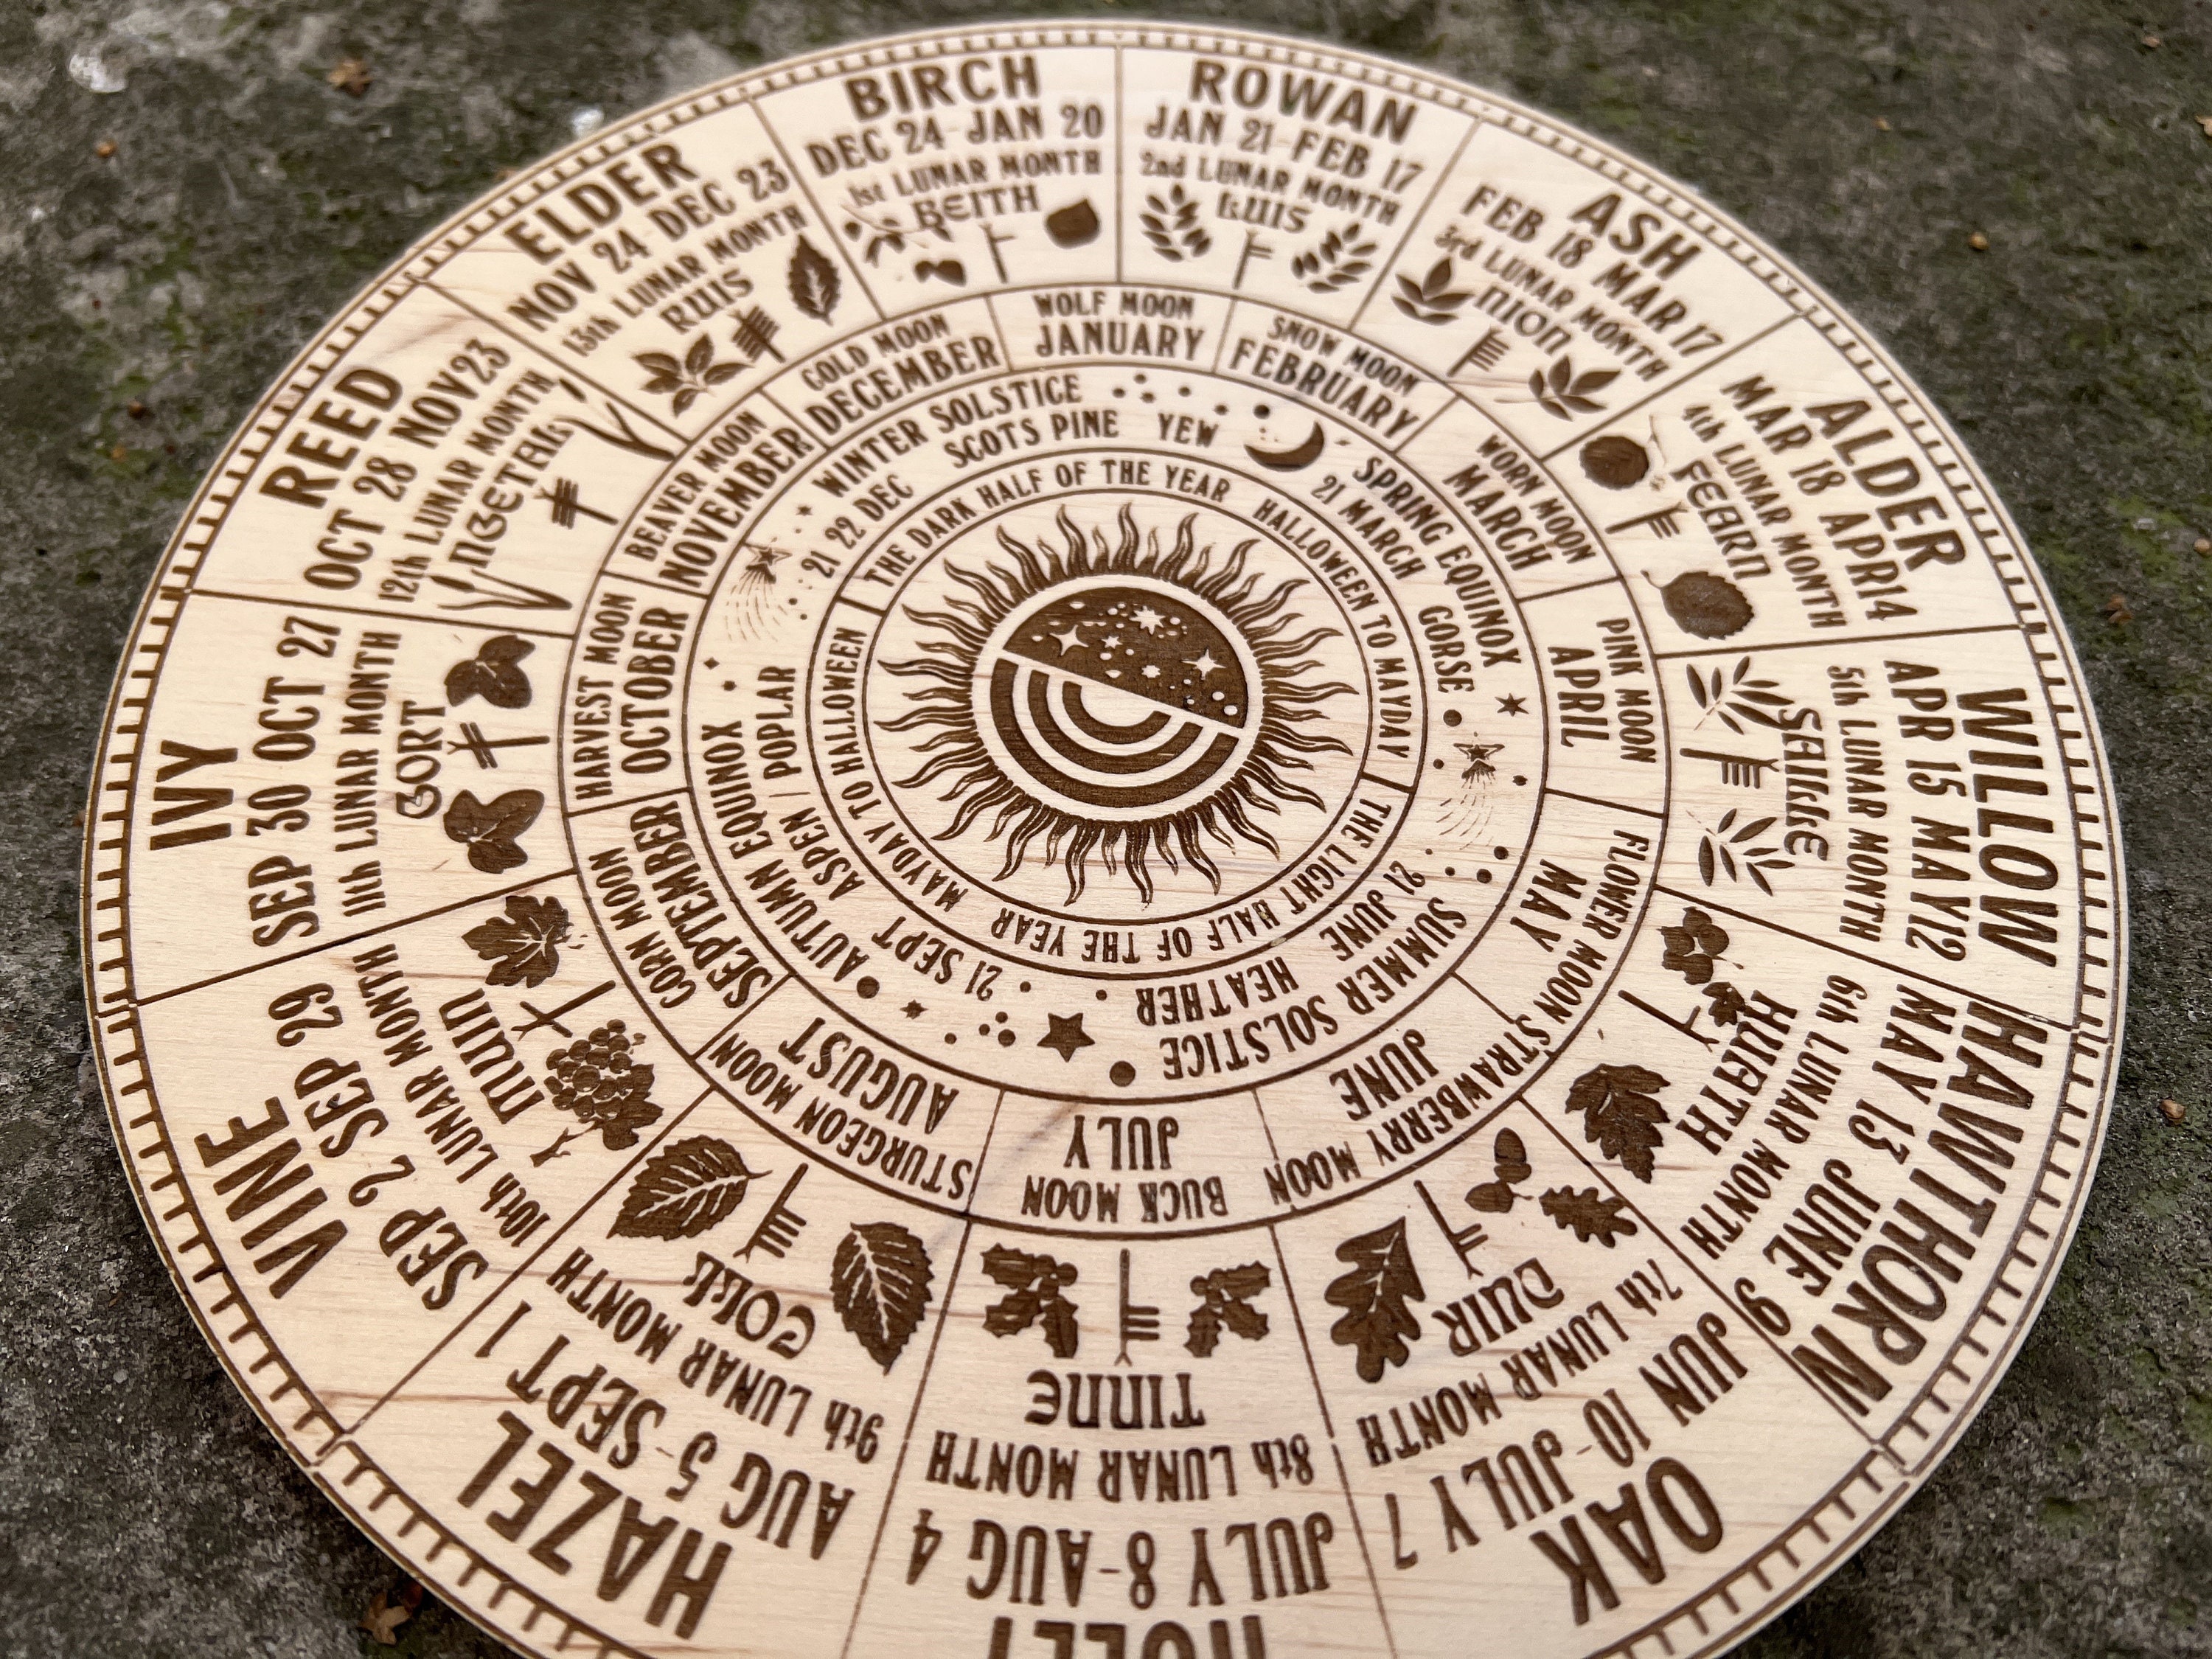 BIRCH
DEC 24 JAN 20
1st LUNAR MONTH
BEITH
ROWAN
JAN 21 FEB 17
2nd LUNAR MONTH
LUIS
ASH
FEB 18 MAR 17
3rd LUNAR MONTH
NION
ALDER
MAR 18 APR14
4th LUNAR MONTH
FEARN
WILLOW
APR 15 MAY12
5th LUNAR MONTH
SAILLE
HAWTHORN
MAY 13 JUNE 9
6th LUNAR MONTH
HUATH
OAK
JUN 10-JULY 7
7th LUNAR MONTH
DUIR
HOLLY
JULY 8-AUG 4
8th LUNAR MONTH
TINNE
HAZEL
AUG 5-SEPT 1
9th LUNAR MONTH
COLL
VINE
SEP 2 SEP 29
10th LUNAR MONTH
MUIN
IVY
SEP 30 OCT 27
11th LUNAR MONTH
GORT
REED
OCT 28 NOV23
12th LUNAR MONTH
NGETAL
ELDER
NOV 24 DEC 23
13th LUNAR MONTH
RUIS
WOLF MOON
JANUARY
SNOW MOON
FEBRUARY
WORM MOON
MARCH
PINK MOON
APRIL
FLOWER MOON
MAY
STRAWBERRY MOON
JUNE
BUCK MOON
JULY
STURGEON MOON
AUGUST
CORN MOON
SEPTEMBER
HARVEST MOON
OCTOBER
BEAVER MOON
NOVEMBER
COLD MOON
DECEMBER
WINTER SOLSTICE
21 22 DEC SCOTS PINE YEW
SPRING EQUINOX
21 MARCH GORSE
SUMMER SOLSTICE
21 JUNE HEATHER
AUTUMN EQUINOX
21 SEPT ASPEN / POPLAR
THE DARK HALF OF THE YEAR HALLOWEEN TO MAYDAY
THE LIGHT HALF OF THE YEAR MAYDAY TO HALLOWEEN